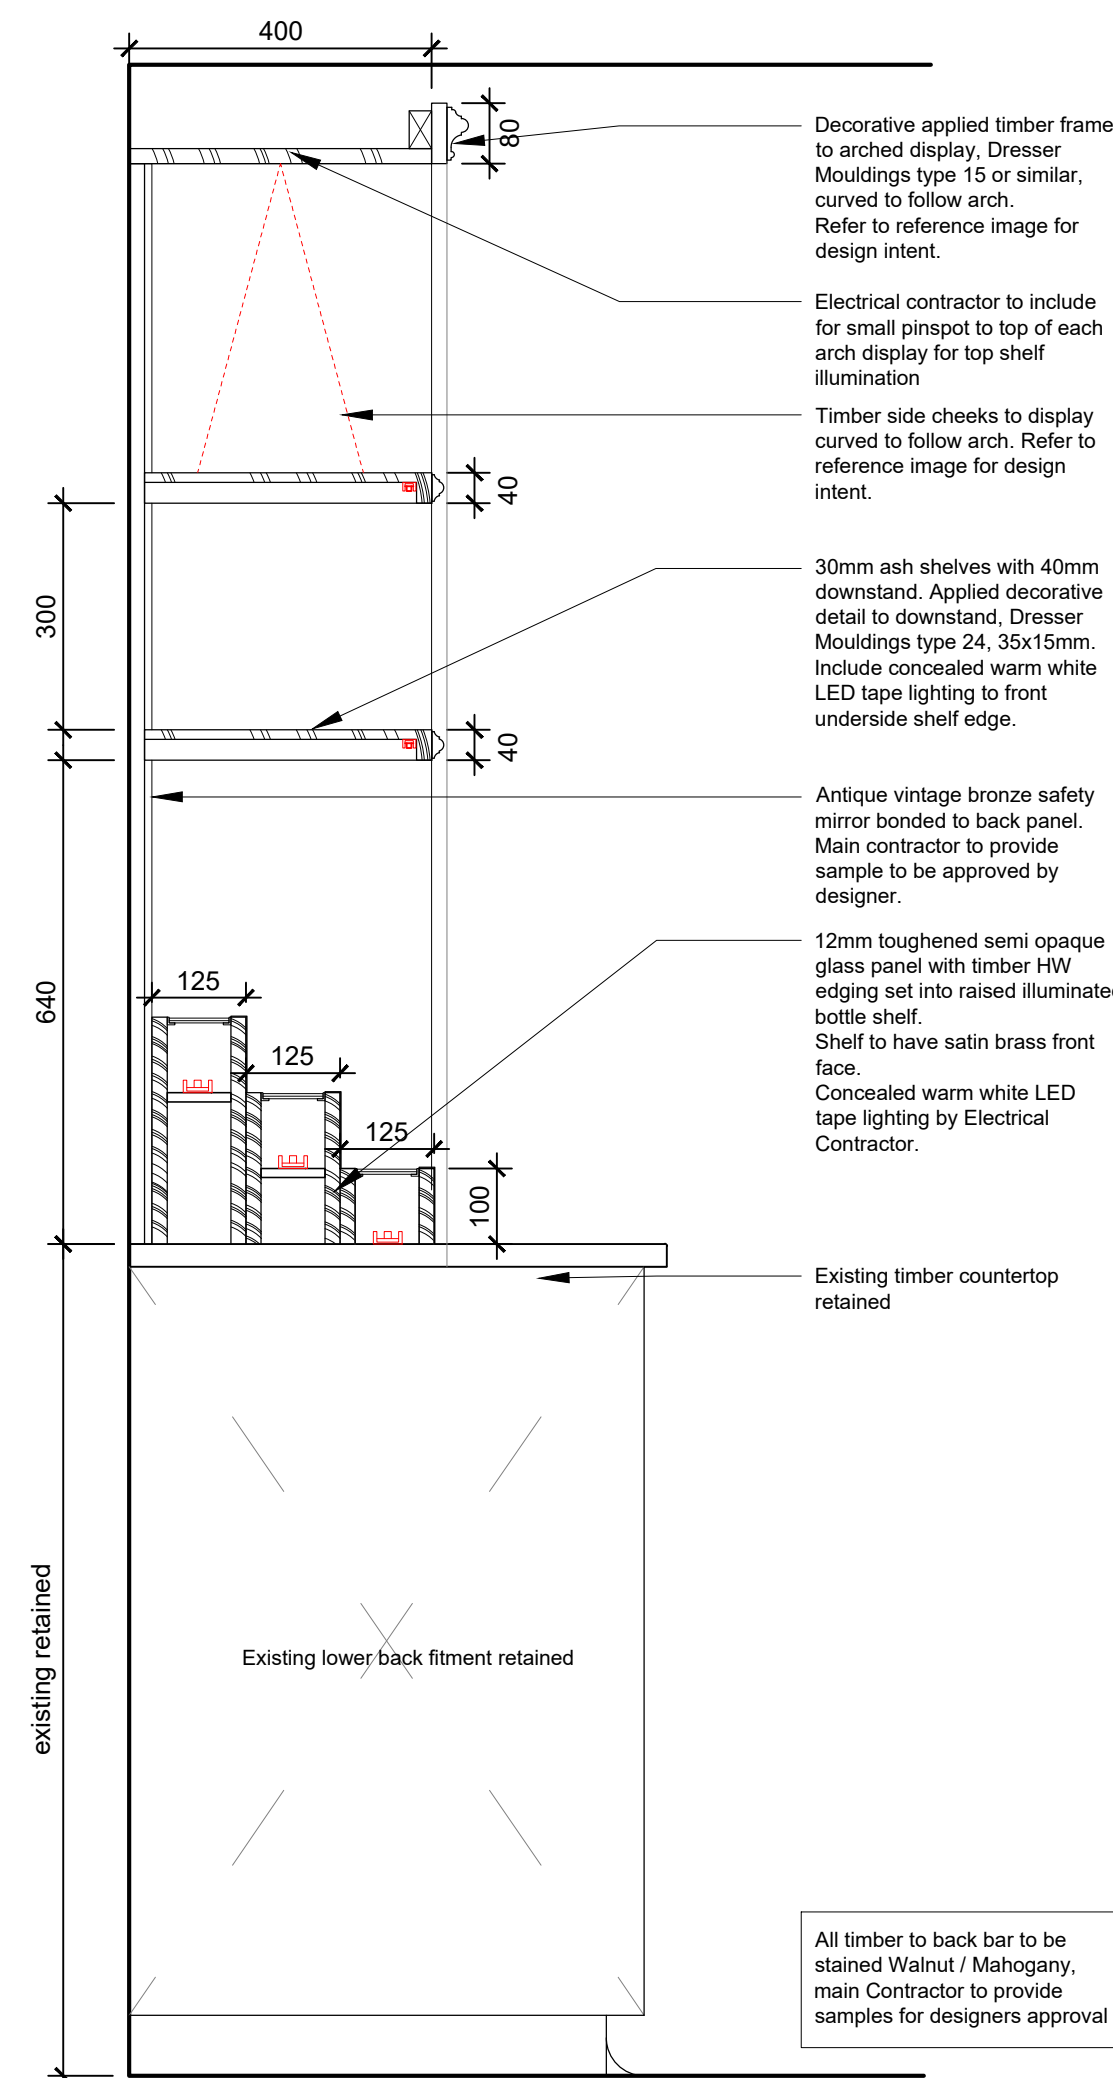 400
80
Decorative applied timber frame
to arched display, Dresser
Mouldings type 15 or similar,
curved to follow arch.
Refer to reference image for
design intent.
Electrical contractor to include
for small pinspot to top of each
arch display for top shelf
illumination
Timber side cheeks to display
curved to follow arch. Refer to
reference image for design
intent.
40
300
30mm ash shelves with 40mm
downstand. Applied decorative
detail to downstand, Dresser
Mouldings type 24, 35x15mm.
Include concealed warm white
LED tape lighting to front
underside shelf edge.
40
Antique vintage bronze safety
mirror bonded to back panel.
Main contractor to provide
sample to be approved by
designer.
640
12mm toughened semi opaque
glass panel with timber HW
edging set into raised illuminate
bottle shelf.
Shelf to have satin brass front
face.
Concealed warm white LED
tape lighting by Electrical
Contractor.
125
125
125
100
Existing timber countertop
retained
existing retained
Existing lower back fitment retained
All timber to back bar to be
stained Walnut / Mahogany,
main Contractor to provide
samples for designers approval